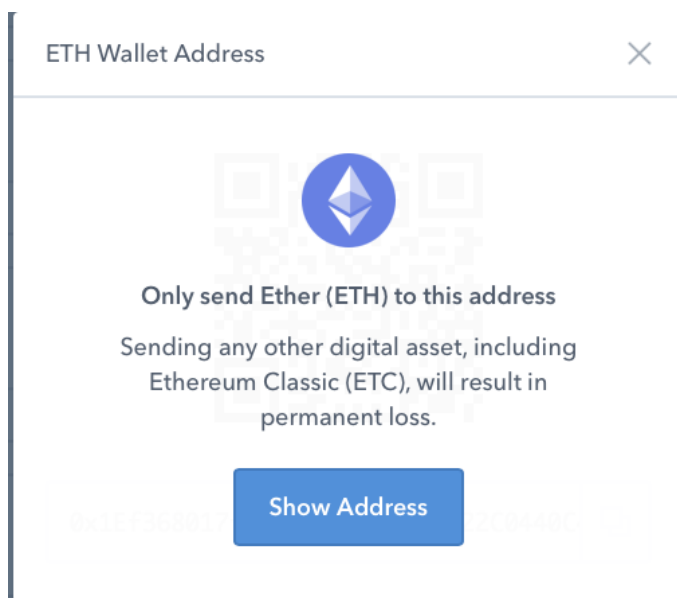 ETH Wallet Address
Only send Ether (ETH) to this address
Sending any other digital asset, including
Ethereum Classic (ETC), will result in
permanent loss.
Show Address